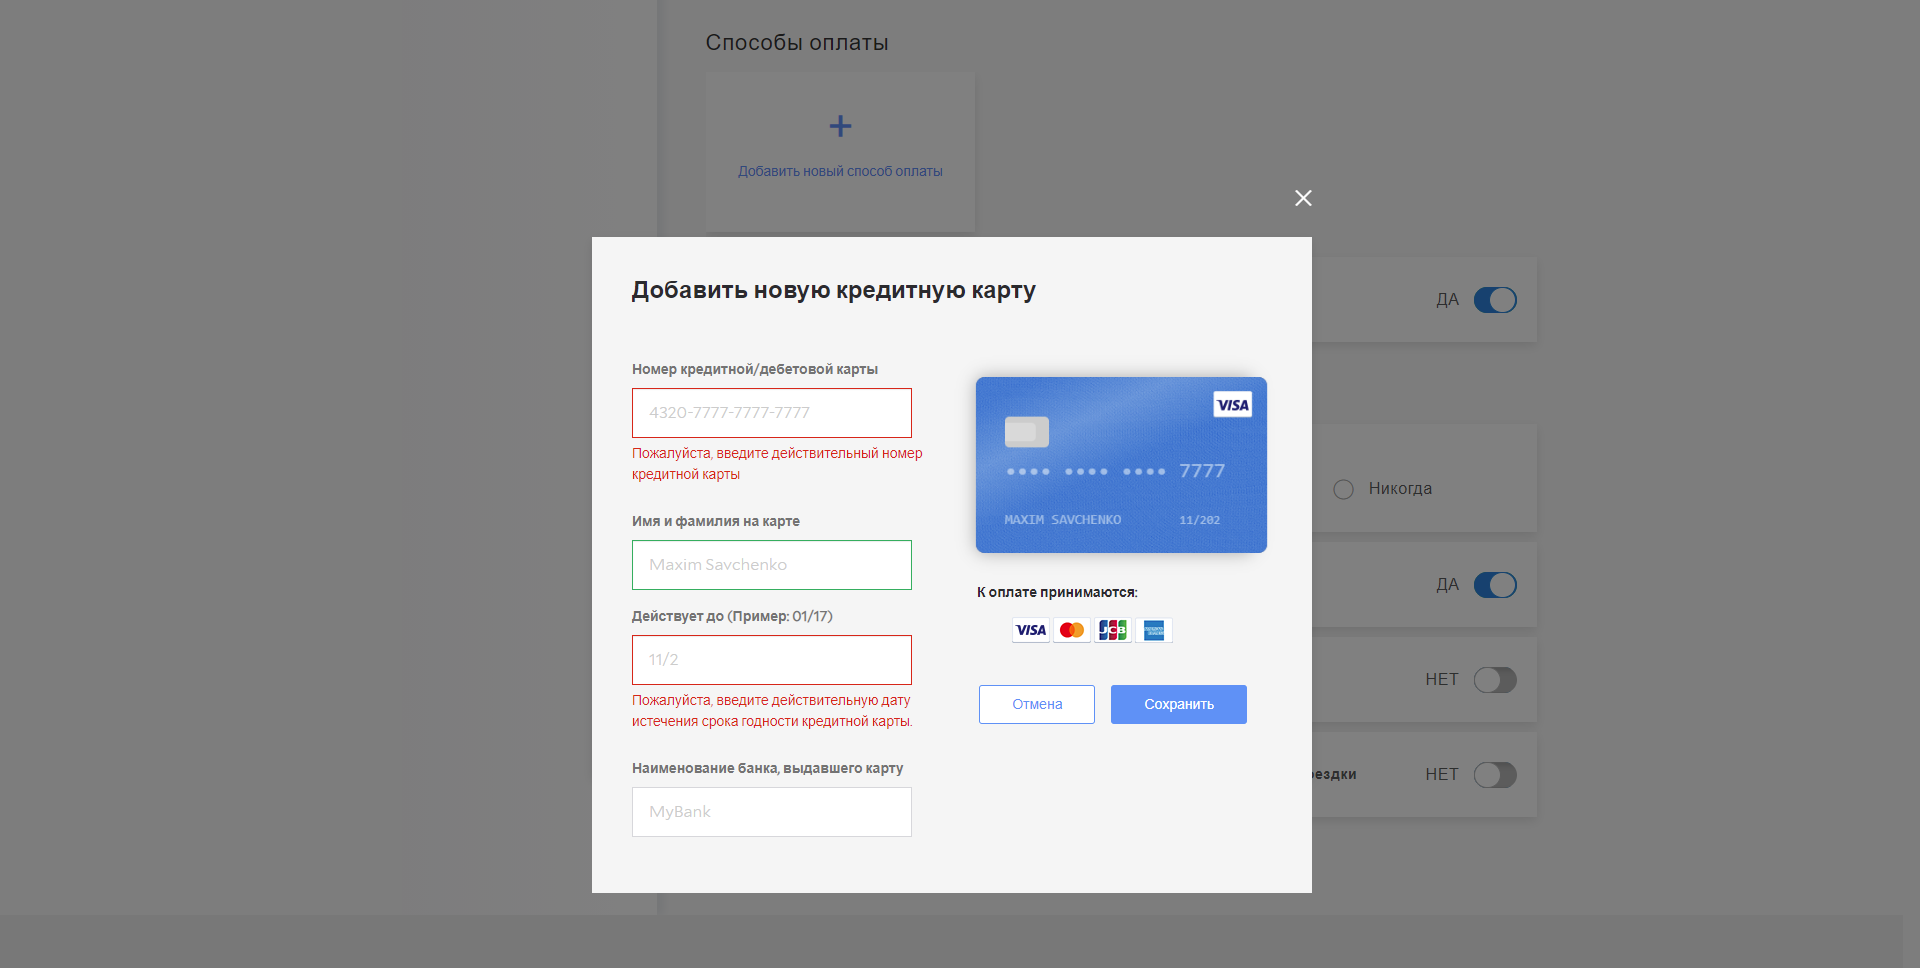 Способы оплаты
+
Добавить новый способ оплаты
Добавить новую кредитную карту
ДА
Номер кредитной/дебетовой карты
4320-7777-7777-7777
Пожалуйста, введите действительный номер
кредитной карты
VISA
•••• •••• •••• 7777
MAXIM SAVCHENKO 11/202
Никогда
Имя и фамилия на карте
Maxim Savchenko
ДА
К оплате принимаются:
VISA JCB
Действует до (Пример: 01/17)
11/2
Пожалуйста, введите действительную дату
истечения срока годности кредитной карты.
Отмена
Сохранить
НЕТ
Наименование банка, выдавшего карту
MyBank
ездки
НЕТ